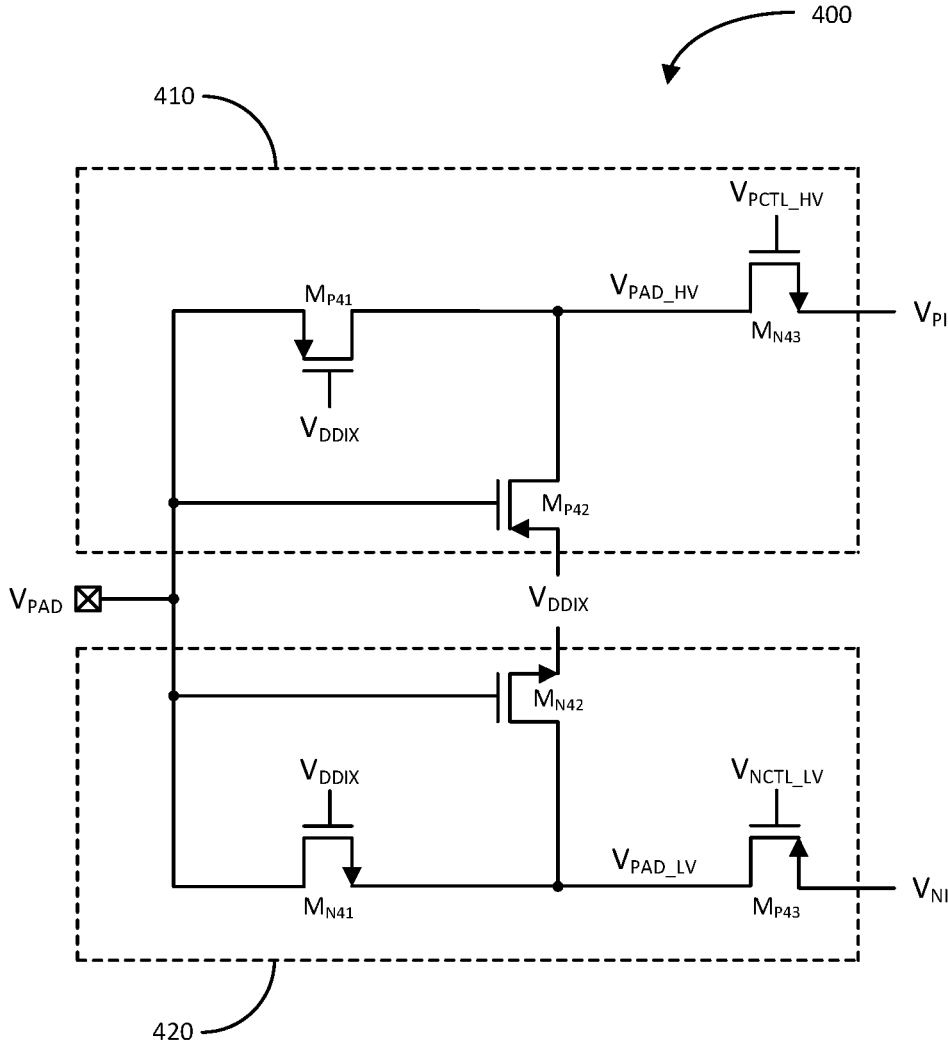 400
410
VPCTL_HV
MP41
VPAD_HV
MN43
VPI
VDDIX
MP42
VPAD
VDDIX
MN42
VDDIX
VNCTL_LV
VPAD_LV
MN41
MP43
VNI
420